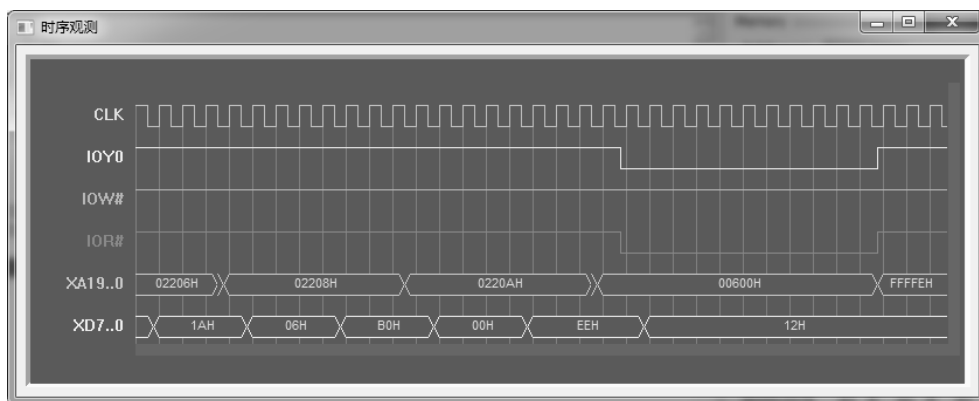 时序观测
CLK
IOY0
IOW#
IOR#
XA19..0 02206H 02208H 0220AH 00600H FFFFEH
XD7..0 1AH 06H B0H 00H EEH 12H